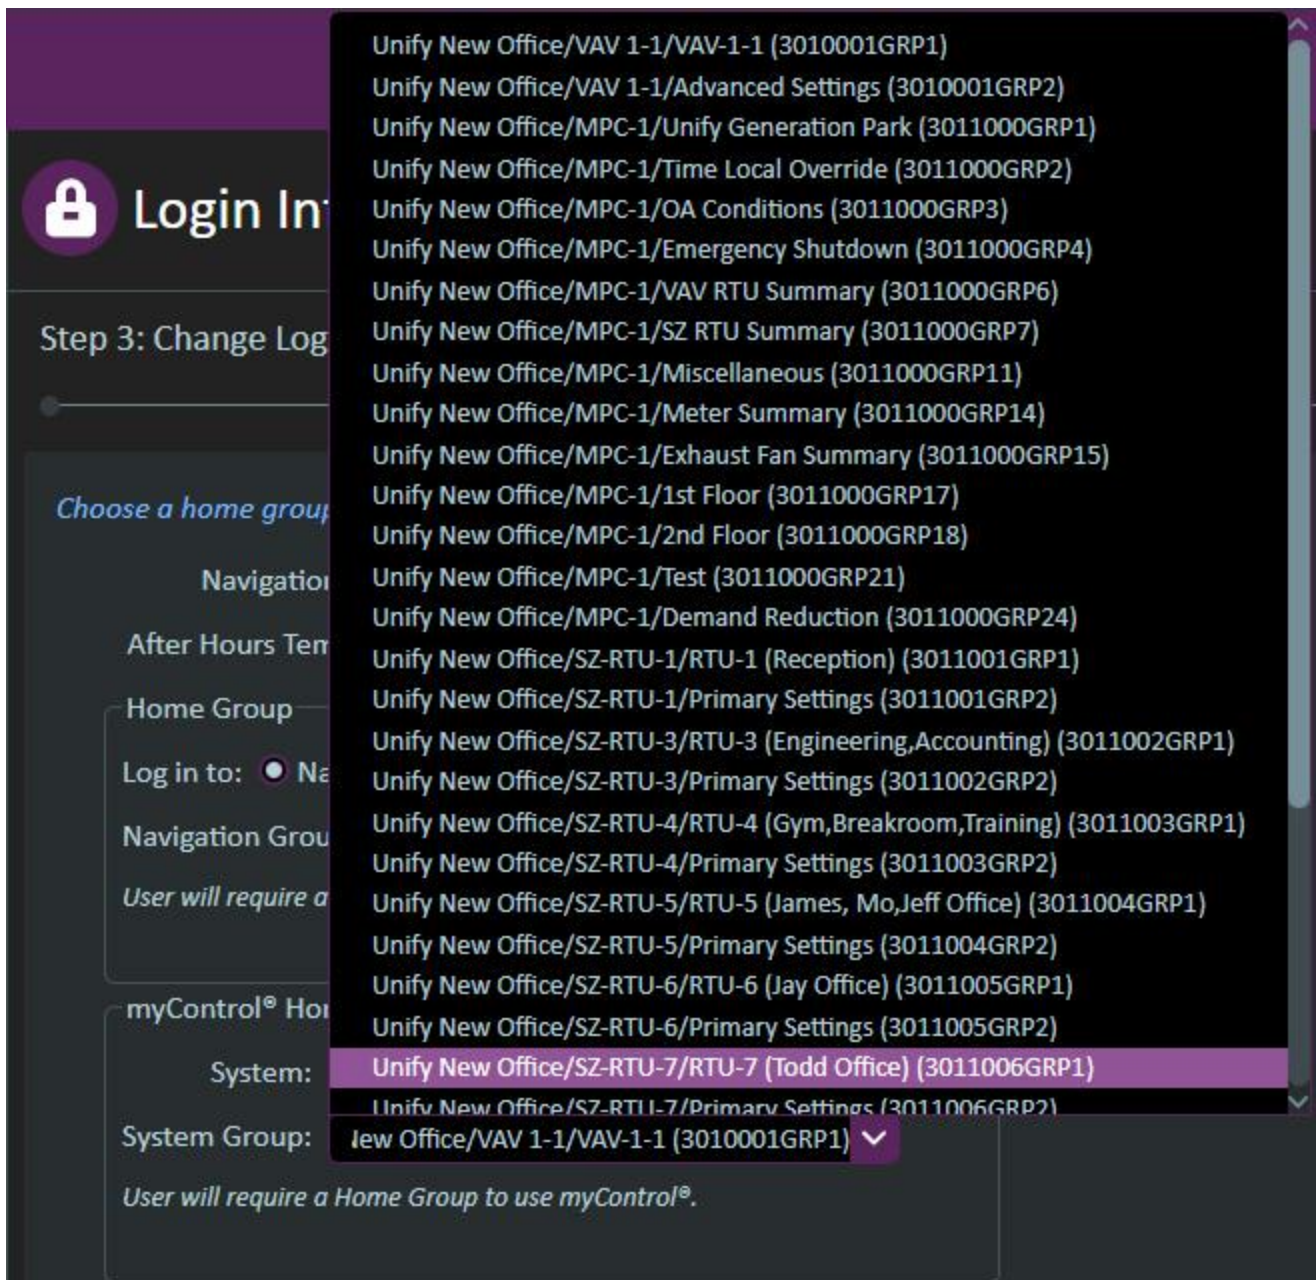 Unify New Office/VAV 1-1/VAV-1-1 (3010001GRP1)
Unify New Office/VAV 1-1/Advanced Settings (3010001GRP2)
Unify New Office/MPC-1/Unify Generation Park (3011000GRP1)
Unify New Office/MPC-1/Time Local Override (3011000GRP2)
Unify New Office/MPC-1/OA Conditions (3011000GRP3)
Unify New Office/MPC-1/Emergency Shutdown (3011000GRP4)
Unify New Office/MPC-1/VAV RTU Summary (3011000GRP6)
Unify New Office/MPC-1/SZ RTU Summary (3011000GRP7)
Unify New Office/MPC-1/Miscellaneous (3011000GRP11)
Unify New Office/MPC-1/Meter Summary (3011000GRP14)
Unify New Office/MPC-1/Exhaust Fan Summary (3011000GRP15)
Unify New Office/MPC-1/1st Floor (3011000GRP17)
Unify New Office/MPC-1/2nd Floor (3011000GRP18)
Unify New Office/MPC-1/Test (3011000GRP21)
Unify New Office/MPC-1/Demand Reduction (3011000GRP24)
Unify New Office/SZ-RTU-1/RTU-1 (Reception) (3011001GRP1)
Unify New Office/SZ-RTU-1/Primary Settings (3011001GRP2)
Unify New Office/SZ-RTU-3/RTU-3 (Engineering,Accounting) (3011002GRP1)
Unify New Office/SZ-RTU-3/Primary Settings (3011002GRP2)
Unify New Office/SZ-RTU-4/RTU-4 (Gym,Breakroom,Training) (3011003GRP1)
Unify New Office/SZ-RTU-4/Primary Settings (3011003GRP2)
Unify New Office/SZ-RTU-5/RTU-5 (James, Mo,Jeff Office) (3011004GRP1)
Unify New Office/SZ-RTU-5/Primary Settings (3011004GRP2)
Unify New Office/SZ-RTU-6/RTU-6 (Jay Office) (3011005GRP1)
Unify New Office/SZ-RTU-6/Primary Settings (3011005GRP2)
Unify New Office/SZ-RTU-7/RTU-7 (Todd Office) (3011006GRP1)
Unify New Office/SZ-RTU-7/Primary Settings (3011006GRP2)
Login In
Step 3: Change Log
Choose a home group
Navigation
After Hours Tem
Home Group
Log in to: Na
Navigation Grou
User will require a
myControl® Ho
System:
System Group: New Office/VAV 1-1/VAV-1-1 (3010001GRP1)
User will require a Home Group to use myControl®.